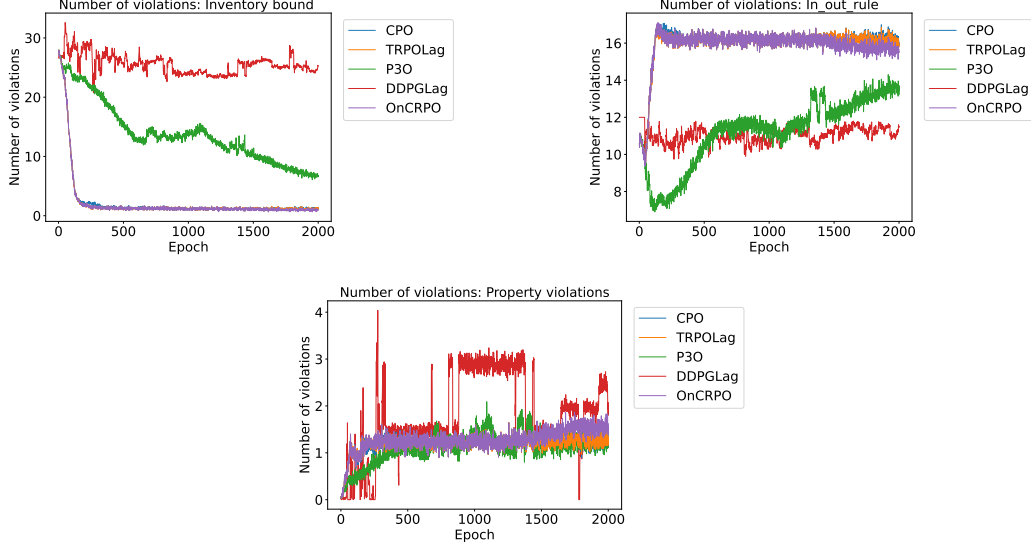 Number of violations: Inventory bound
Number of violations
30
20
10
0
0 500 1000 1500 2000
Epoch
CPO
TRPOLag
P3O
DDPGLag
OnCRPO
Number of violations: In_out_rule
Number of violations
16
14
12
10
8
0 500 1000 1500 2000
Epoch
CPO
TRPOLag
P3O
DDPGLag
OnCRPO
Number of violations: Property violations
Number of violations
4
3
2
1
0
0 500 1000 1500 2000
Epoch
CPO
TRPOLag
P3O
DDPGLag
OnCRPO